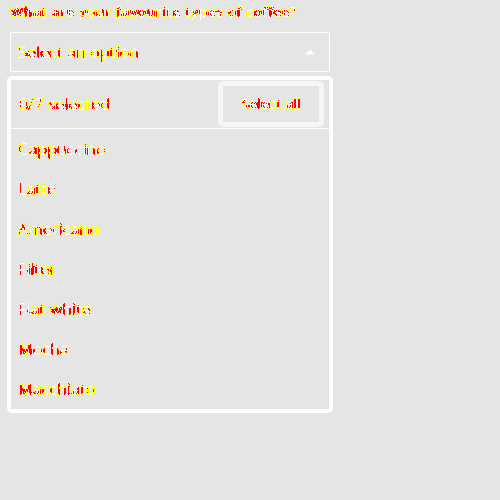 What are your favourite types of coffee?
Select an option
0/7 selected
Select all
Cappuccino
Latte
Americano
Filter
Flat white
Mocha
Macchiato